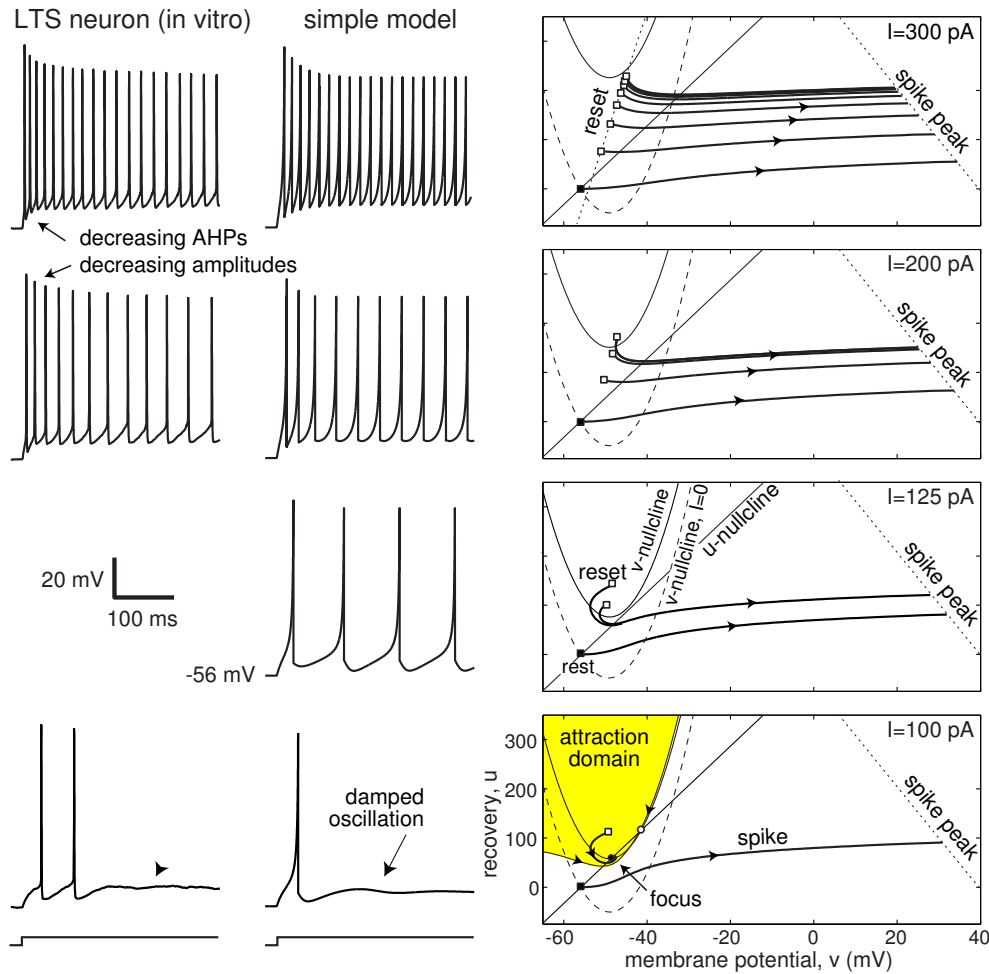 LTS neuron (in vitro)
simple model
I=300 pA
reset
spike peak
decreasing AHPs
decreasing amplitudes
I=200 pA
spike peak
20 mV
100 ms
-56 mV
I=125 pA
v-nullcline
v-nullcline, I=0
u-nullcline
reset
rest
spike peak
damped
oscillation
I=100 pA
attraction
domain
spike
focus
spike peak
recovery, u
300
200
100
0
-60
-40
-20
0
20
40
membrane potential, v (mV)